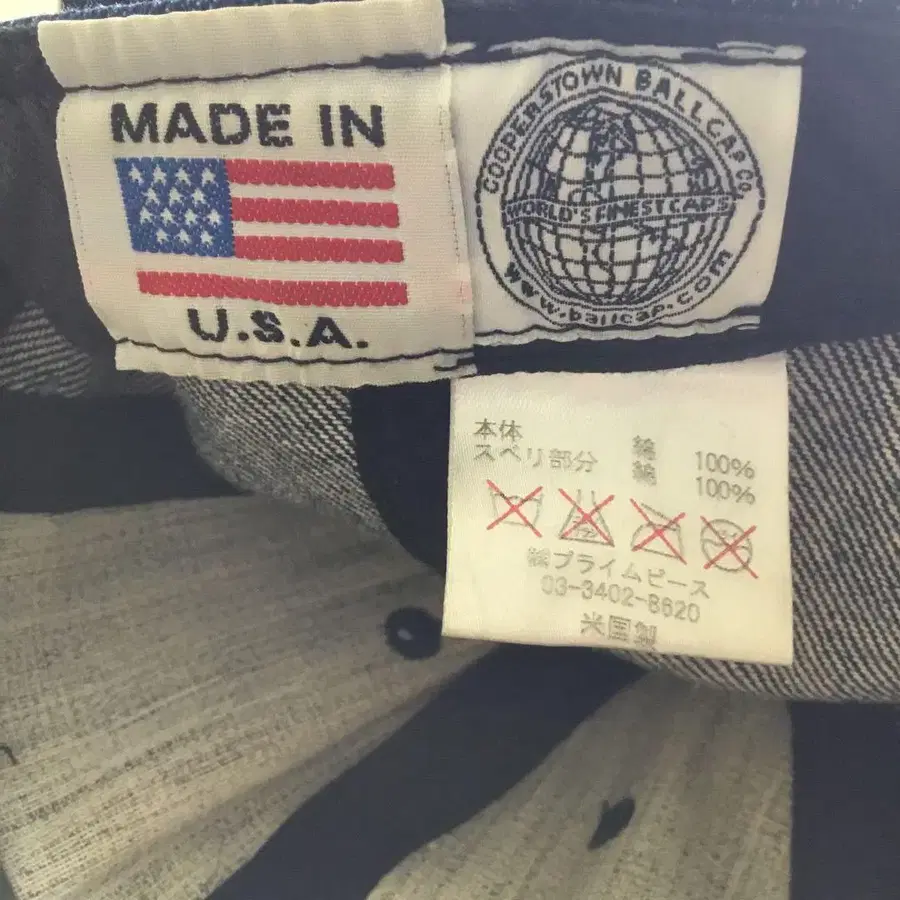 MADE IN
U.S.A.
COOPERSTOWN BALLCAP Co.
WORLD'S FINEST CAPS
www.ballcap.com
本体 綿 100%
スベリ部分 綿 100%
㈱プライムピース
03-3402-8620
米国製